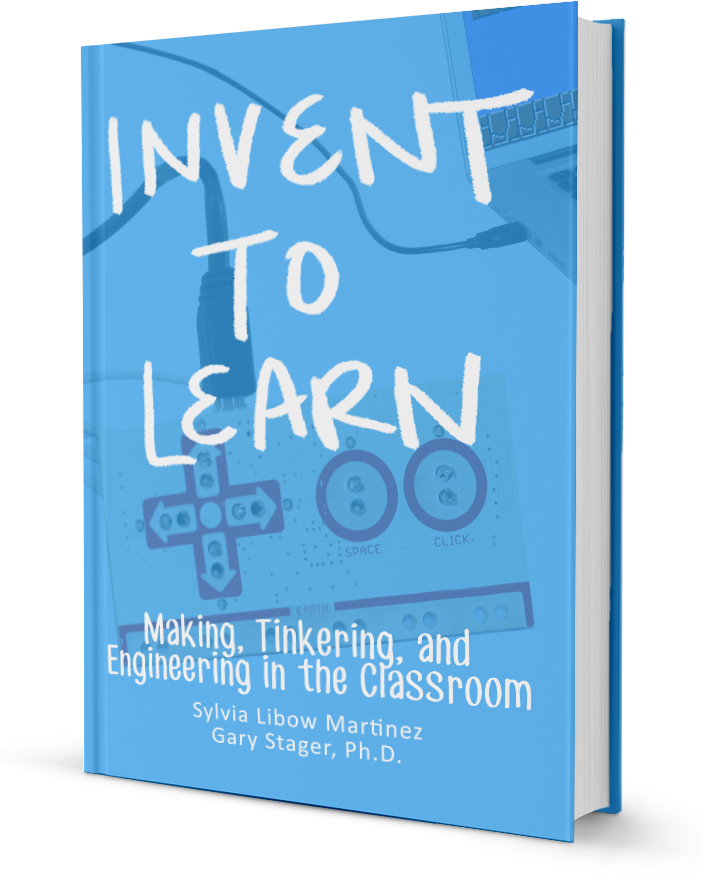 INVENT
TO
LEARN
SPACE
CLICK.
EARTH
Making, Tinkering, and
Engineering in the Classroom
Sylvia Libow Martinez
Gary Stager, Ph.D.